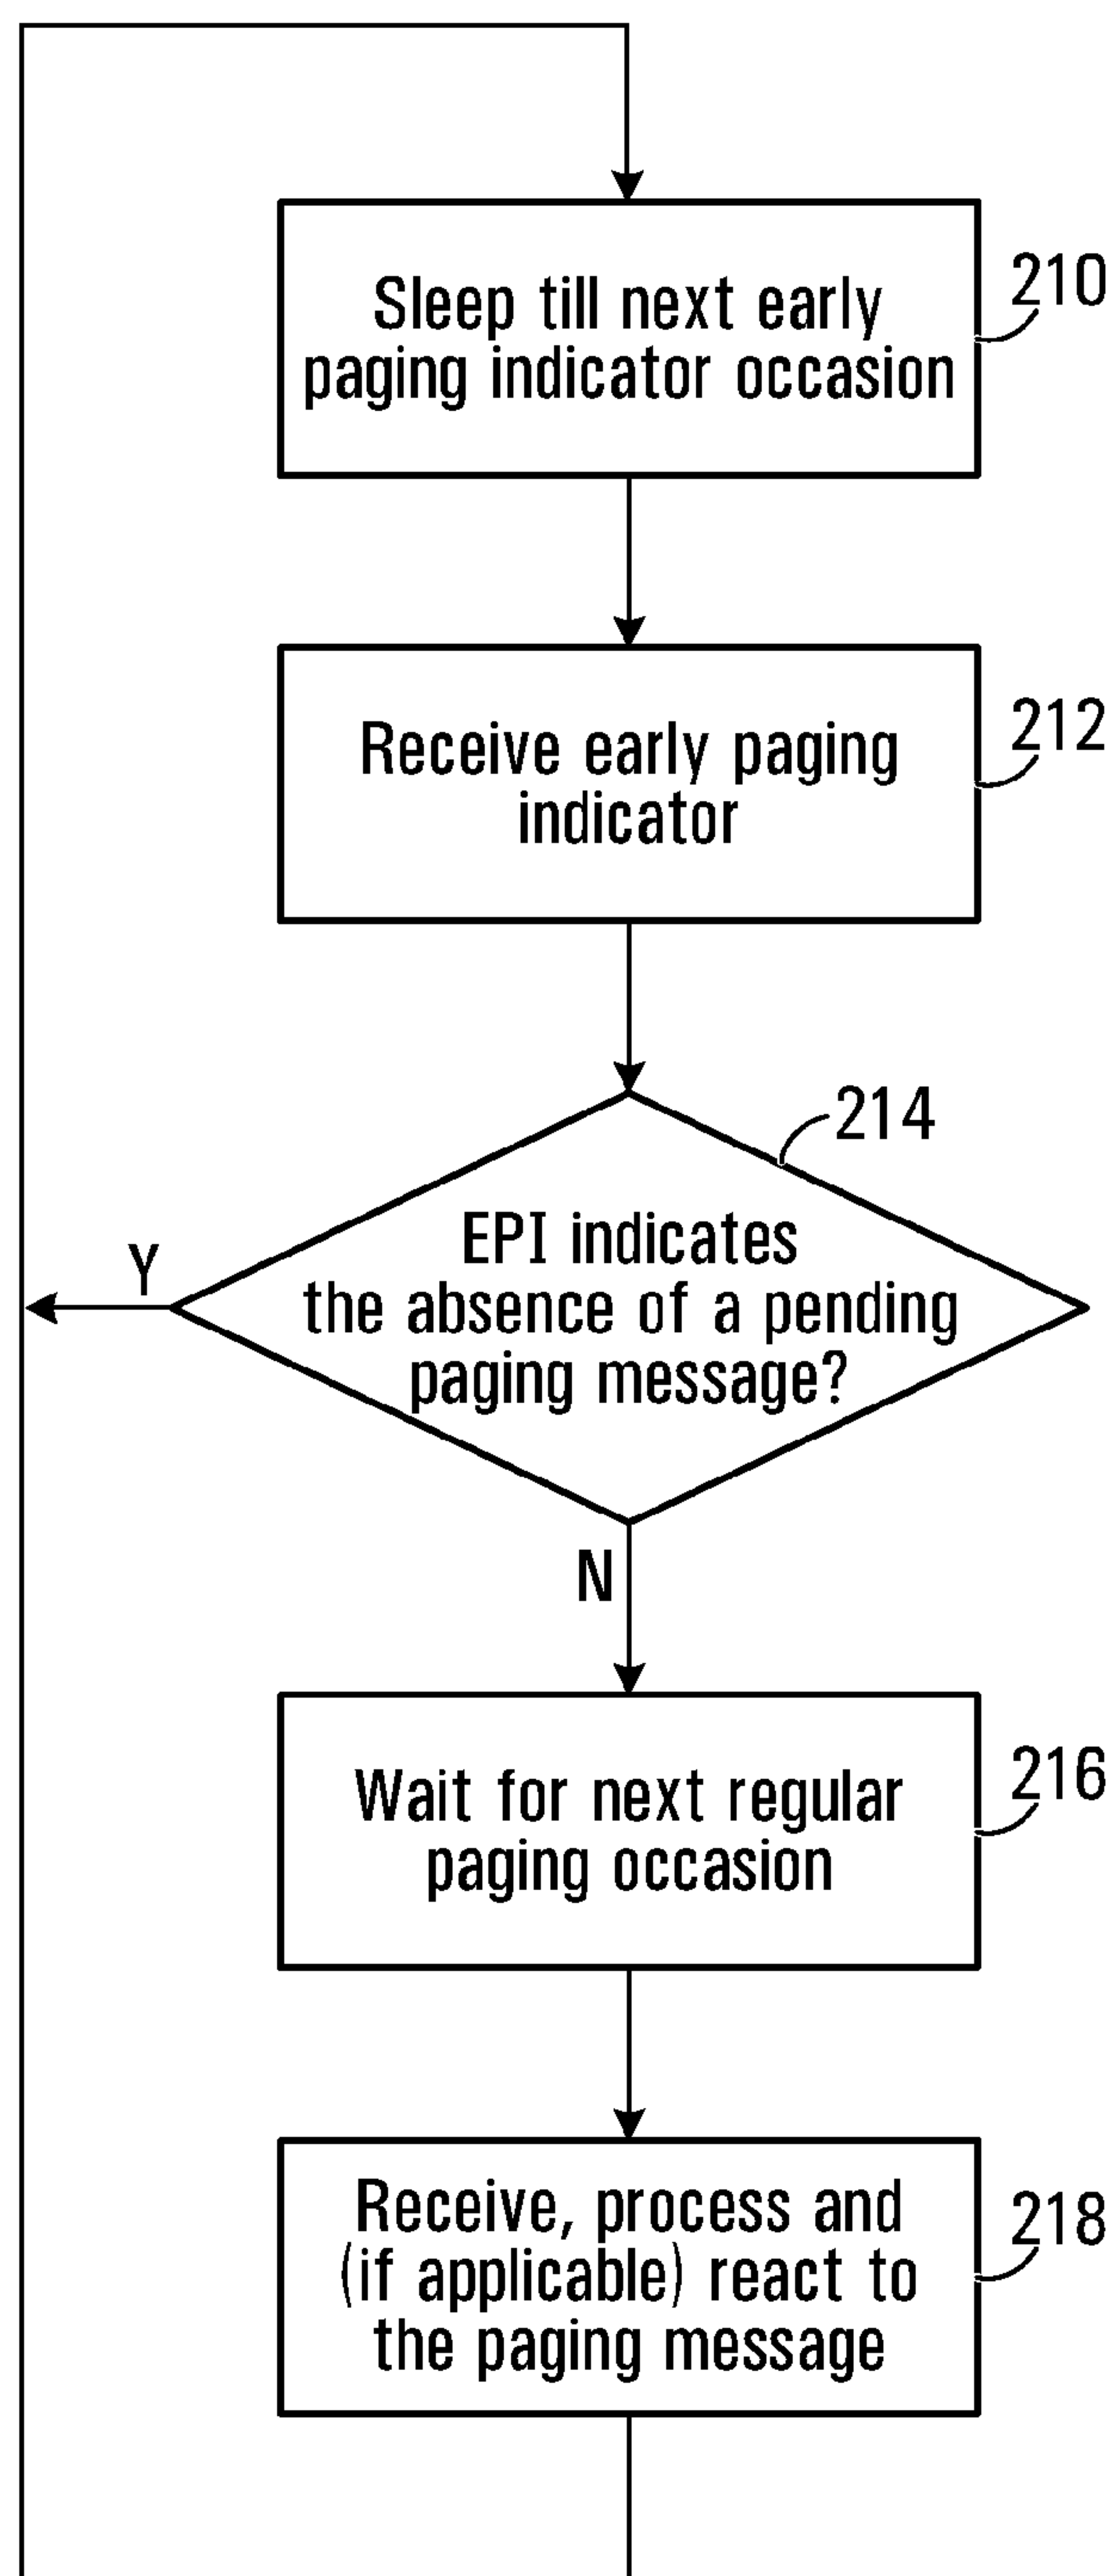 Sleep till next early
paging indicator occasion
210
Receive early paging
indicator
212
214
EPI indicates
the absence of a pending
paging message?
Y
N
Wait for next regular
paging occasion
216
Receive, process and
(if applicable) react to
the paging message
218